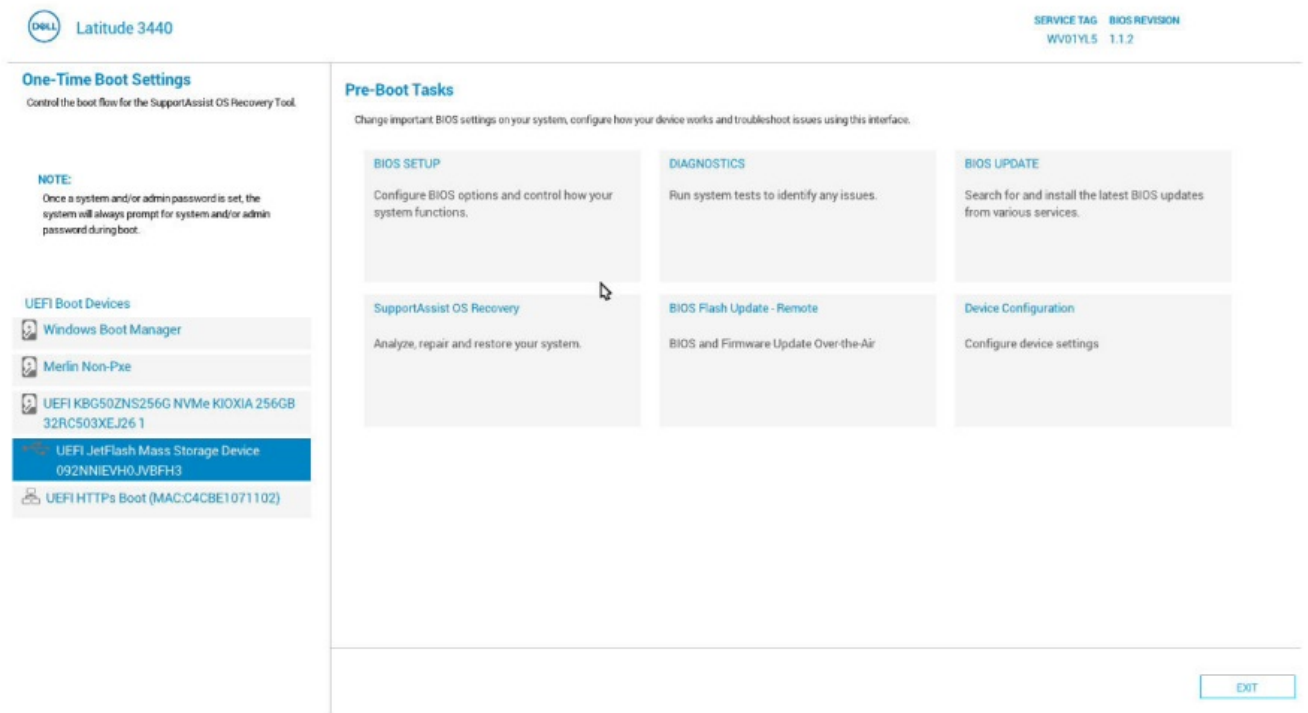 DELL
Latitude 3440
SERVICE TAG BIOS REVISION
WV01YL5 1.1.2
One-Time Boot Settings
Control the boot flow for the SupportAssist OS Recovery Tool.
NOTE:
Once a system and/or admin password is set, the
system will always prompt for system and/or admin
password during boot.
UEFI Boot Devices
Windows Boot Manager
Merlin Non-Pxe
UEFI KBG50ZNS256G NVMe KIOXIA 256GB
32RC503XEJ26 1
UEFI JetFlash Mass Storage Device
092NNIEVH0JVBFH3
UEFI HTTPs Boot (MAC:C4CBE1071102)
Pre-Boot Tasks
Change important BIOS settings on your system, configure how your device works and troubleshoot issues using this interface.
BIOS SETUP
Configure BIOS options and control how your
system functions.
DIAGNOSTICS
Run system tests to identify any issues.
BIOS UPDATE
Search for and install the latest BIOS updates
from various services.
SupportAssist OS Recovery
Analyze, repair and restore your system.
BIOS Flash Update - Remote
BIOS and Firmware Update Over-the-Air
Device Configuration
Configure device settings
EXIT